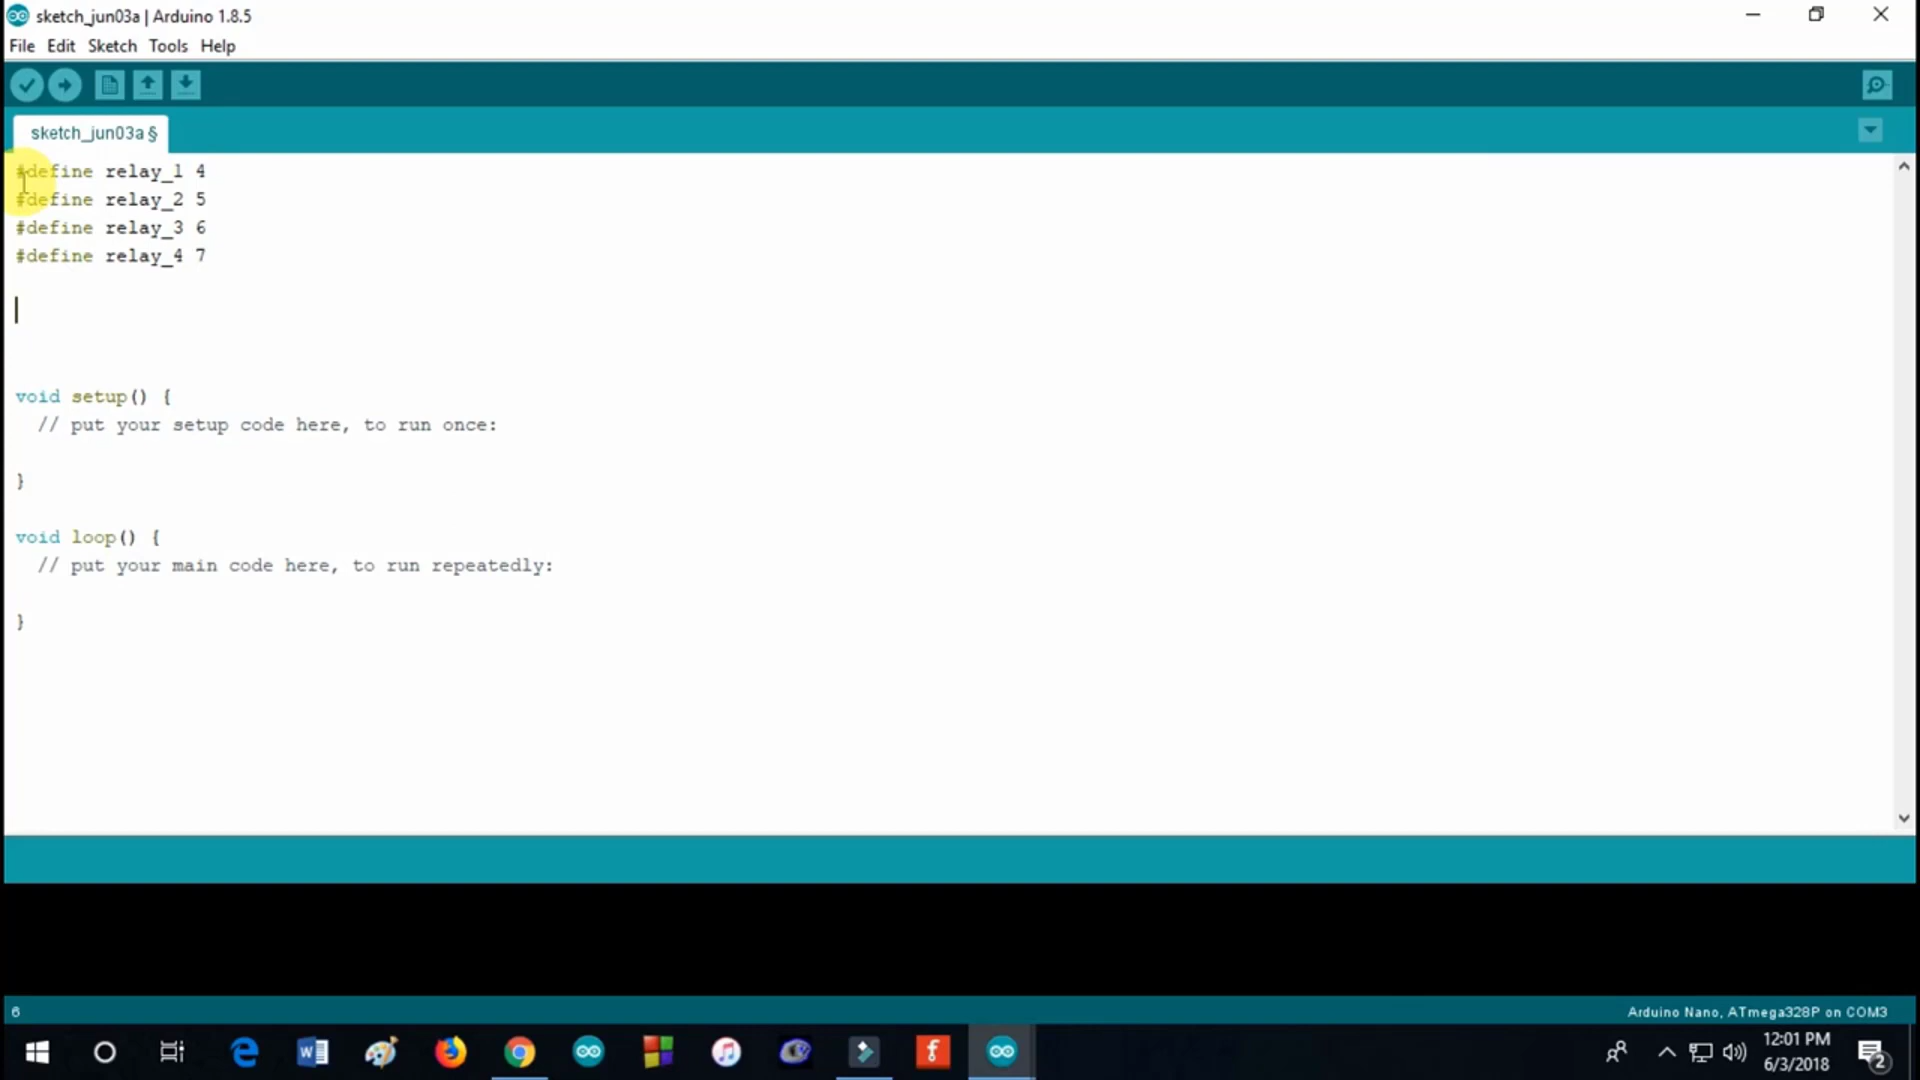 sketch_jun03a | Arduino 1.8.5
File Edit Sketch Tools Help
sketch_jun03a §
#define relay_1 4
#define relay_2 5
#define relay_3 6
#define relay_4 7
void setup() {
// put your setup code here, to run once:
}
void loop() {
// put your main code here, to run repeatedly:
}
6
Arduino Nano, ATmega328P on COM3
12:01 PM
6/3/2018
2